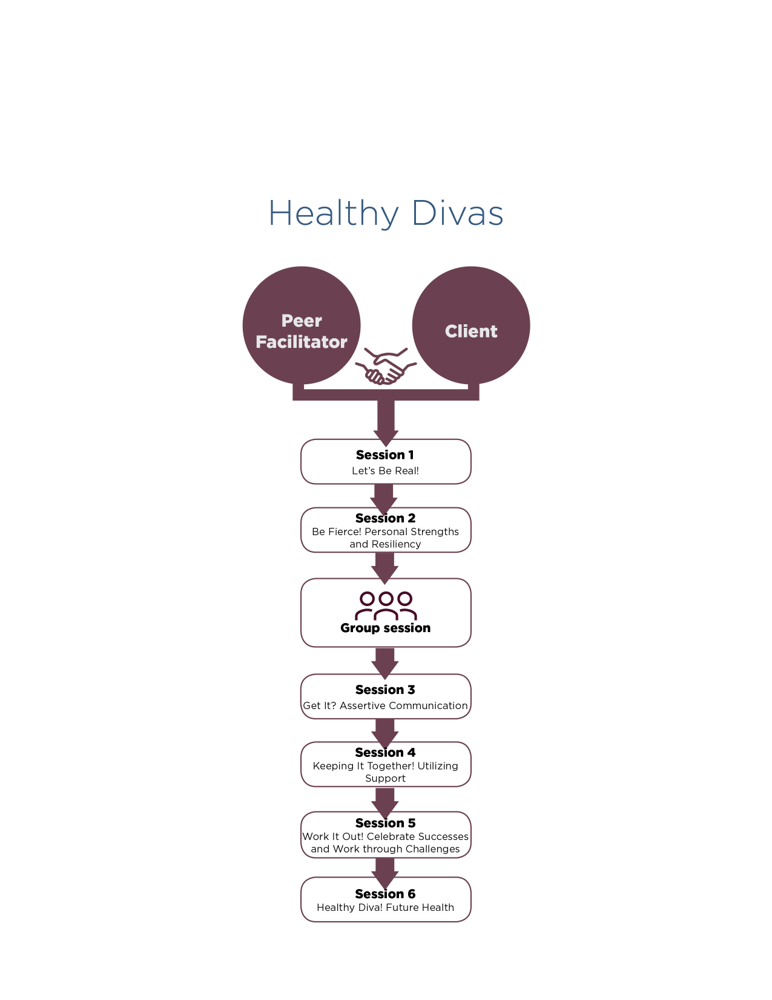 Healthy Divas
Peer
Facilitator
Client
Session 1
Let’s Be Real!
Session 2
Be Fierce! Personal Strengths
and Resiliency
Group session
Session 3
Get It? Assertive Communication
Session 4
Keeping It Together! Utilizing
Support
Session 5
Work It Out! Celebrate Successes
and Work through Challenges
Session 6
Healthy Diva! Future Health